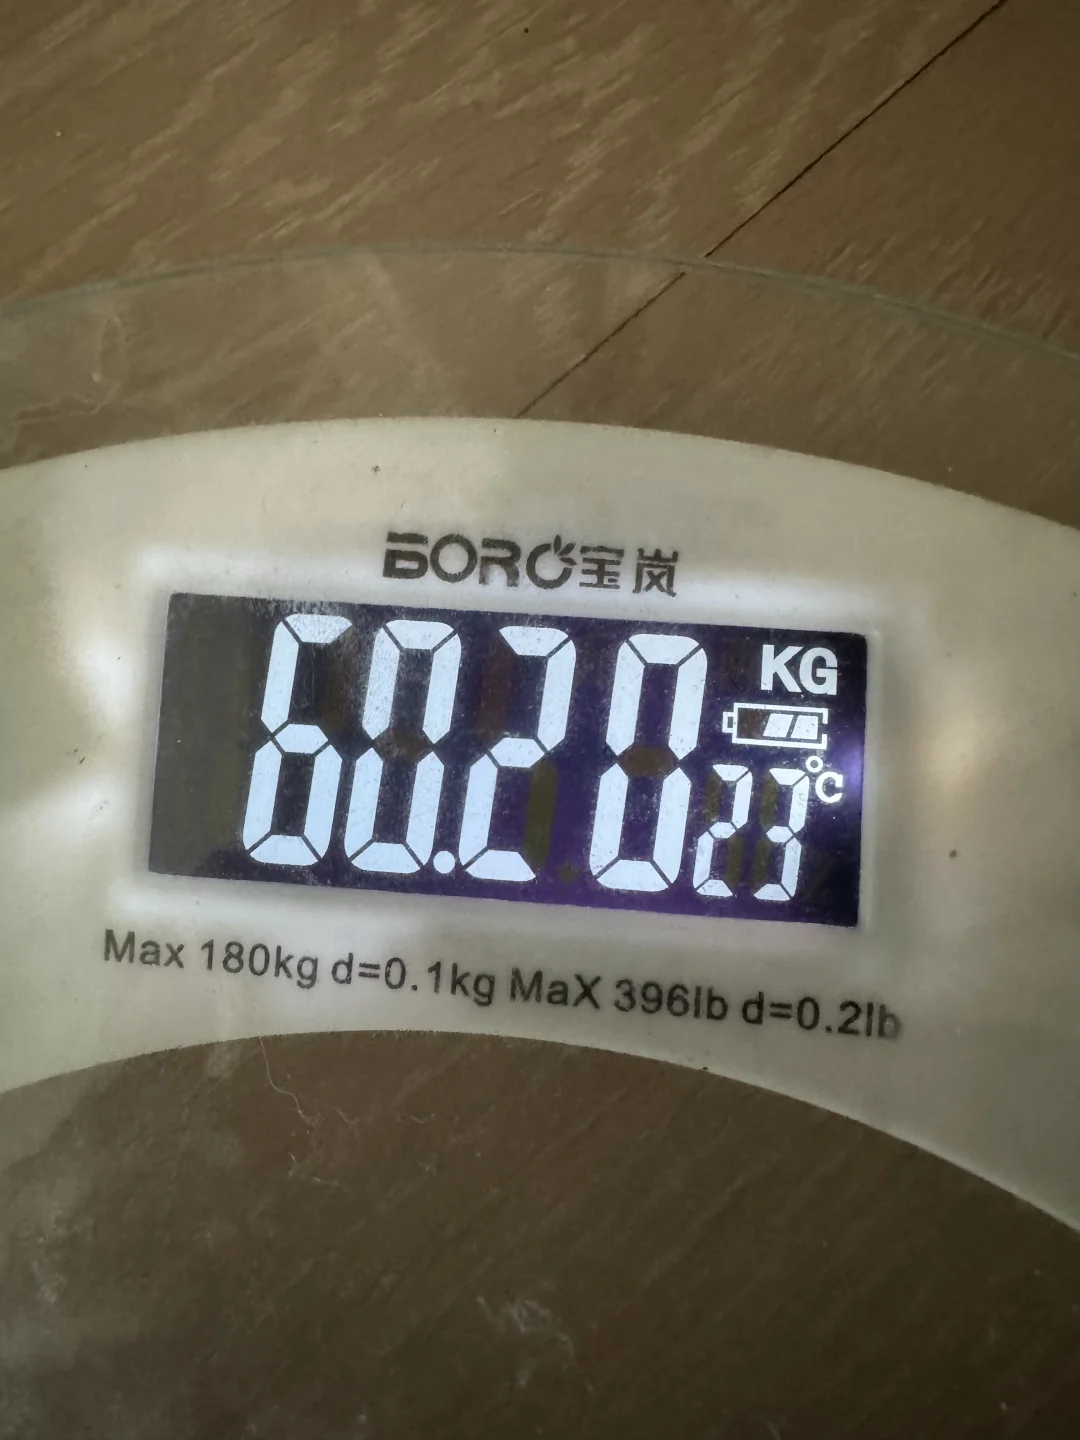 BORO宝岚
60.20 KG
23℃
Max 180kg d=0.1kg MaX 396lb d=0.2lb